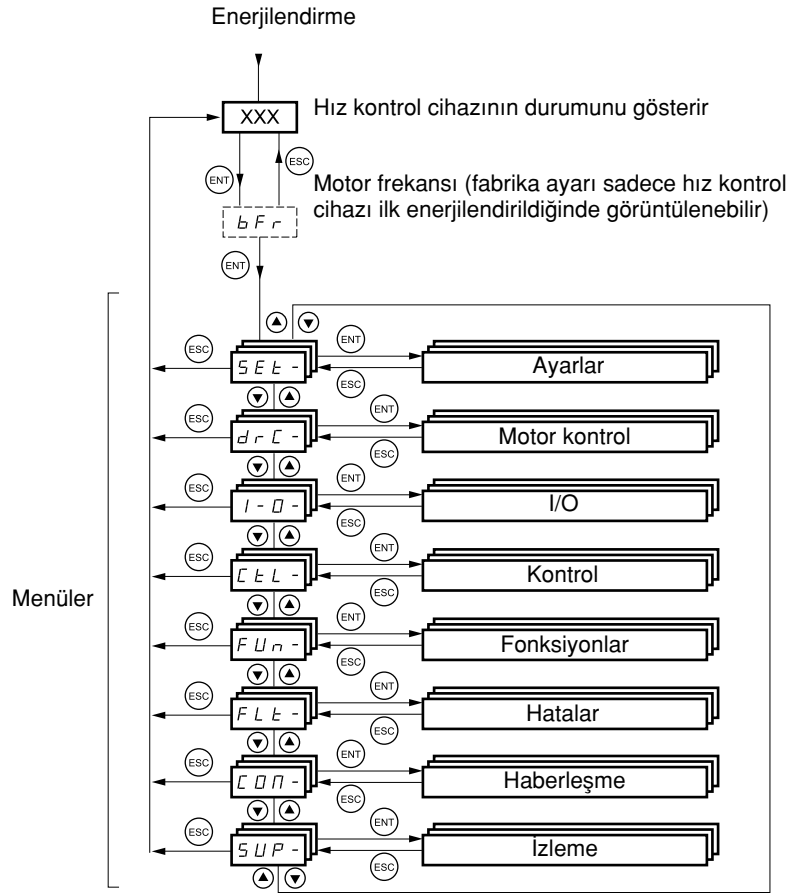 Enerjilendirme
XXX
Hız kontrol cihazının durumunu gösterir
ENT
ESC
Motor frekansı (fabrika ayarı sadece hız kontrol
cihazı ilk enerjilendirildiğinde görüntülenebilir)
bFr
ENT
ESC
SEt-
ENT
ESC
Ayarlar
ESC
drC-
ENT
ESC
Motor kontrol
ESC
I-O-
ENT
ESC
I/O
ESC
CtL-
ENT
ESC
Kontrol
Menüler
ESC
FUn-
ENT
ESC
Fonksiyonlar
ESC
FLt-
ENT
ESC
Hatalar
ESC
COM-
ENT
ESC
Haberleşme
ESC
SUP-
ENT
ESC
İzleme